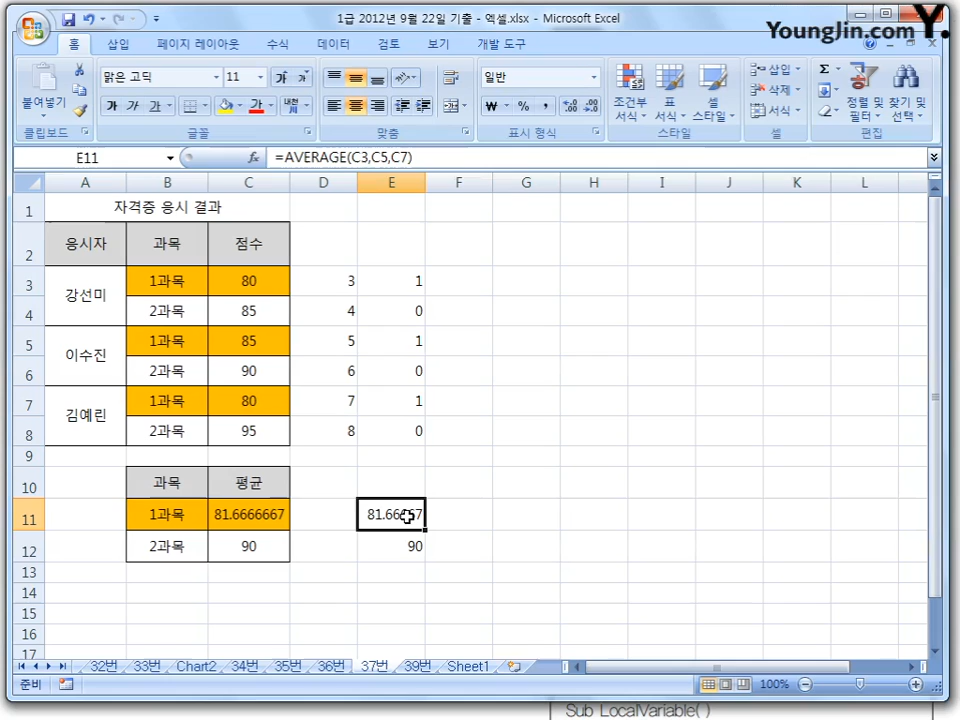 1급 2012년 9월 22일 기출 - 엑셀.xlsx - Microsoft Excel
YoungJin.com Y.
홈 삽입 페이지 레이아웃 수식 데이터 검토 보기 개발 도구
붙여넣기
클립보드
맑은 고딕 11
가 가 가 내천
글꼴
맞춤
일반
₩ % ,
표시 형식
조건부 서식
표 서식
셀 스타일
스타일
삽입
삭제
서식
셀
Σ
정렬 및 필터
찾기 및 선택
편집
E11 fx =AVERAGE(C3,C5,C7)
A B C D E F G H I J K L
1 자격증 응시 결과
2 응시자 과목 점수
3 강선미 1과목 80 3 1
4 2과목 85 4 0
5 이수진 1과목 85 5 1
6 2과목 90 6 0
7 김예린 1과목 80 7 1
8 2과목 95 8 0
9
10 과목 평균
11 1과목 81.6666667
12 2과목 90 90
13
14
15
16
17
32번 33번 Chart2 34번 35번 36번 37번 39번 Sheet1
준비 100%
Sub LocalVariable( )